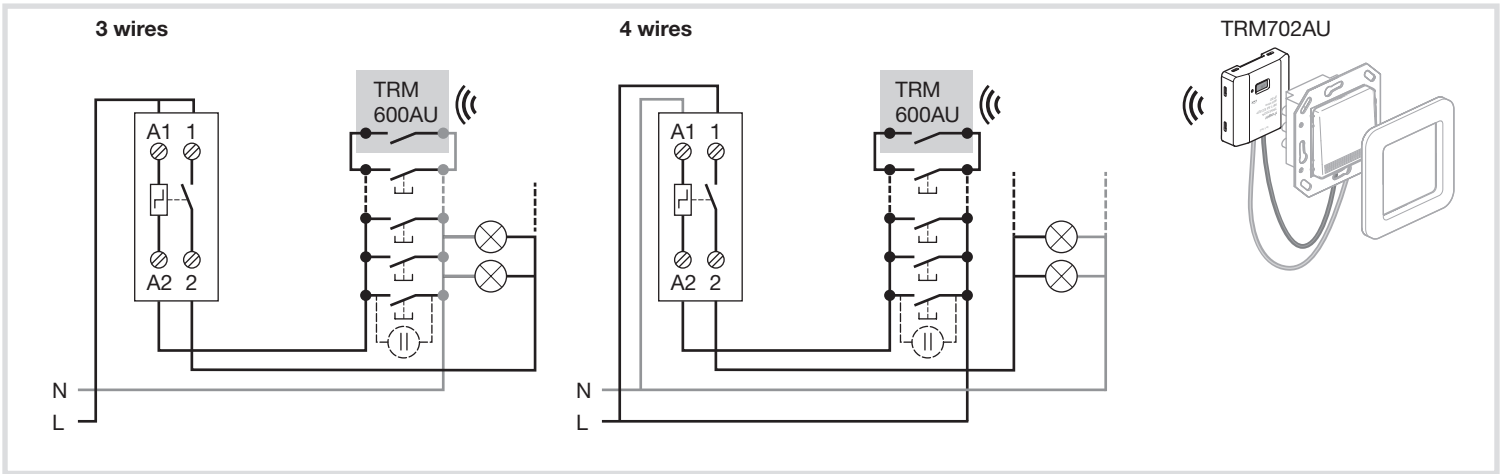 3 wires
TRM
600AU
A1 1
A2 2
N
L
4 wires
TRM
600AU
A1 1
A2 2
N
L
TRM702AU